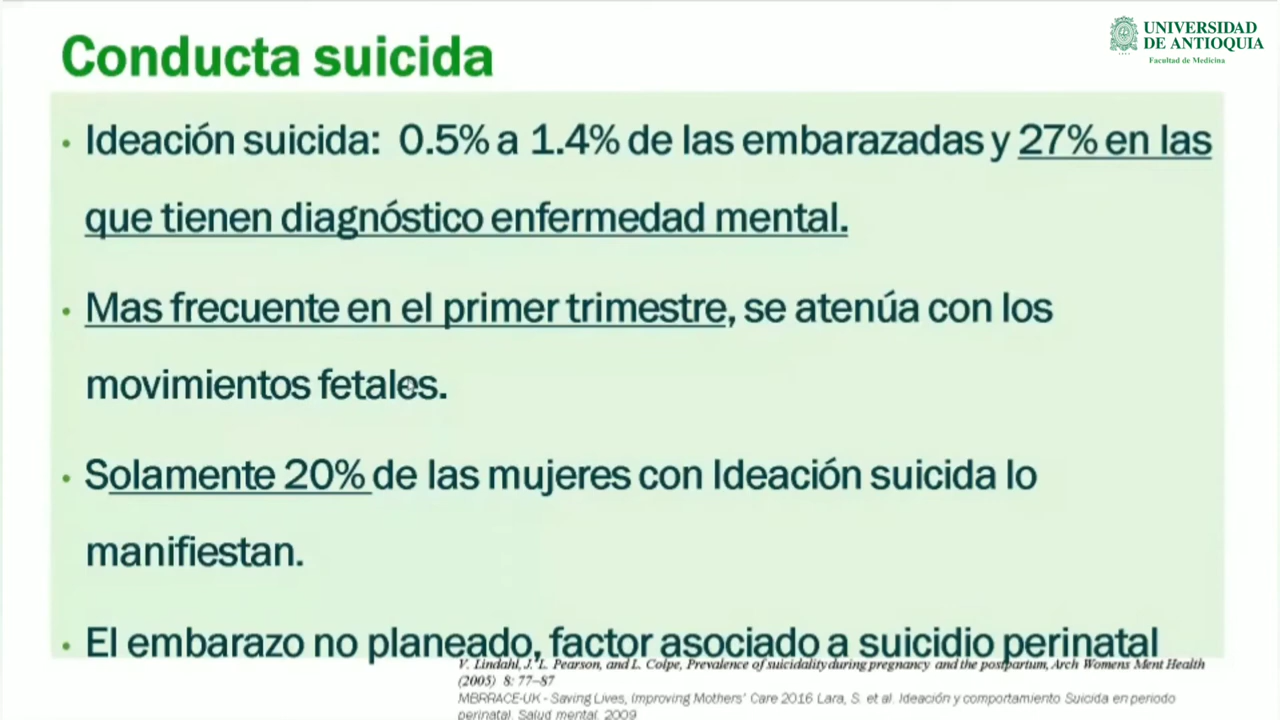 Conducta suicida
UNIVERSIDAD
DE ANTIOQUIA
Facultad de Medicina
• Ideación suicida: 0.5% a 1.4% de las embarazadas y 27% en las
que tienen diagnóstico enfermedad mental.
• Mas frecuente en el primer trimestre, se atenúa con los
movimientos fetales.
• Solamente 20% de las mujeres con Ideación suicida lo
manifiestan.
• El embarazo no planeado, factor asociado a suicidio perinatal
V. Lindahl, J. L. Pearson, and L. Colpe, Prevalence of suicidality during pregnancy and the postpartum, Arch Womens Ment Health
(2005) 8: 77–87
MBRRACE-UK - Saving Lives, Improving Mothers' Care 2016 Lara, S. et al. Ideación y comportamiento Suicida en periodo
perinatal. Salud mental. 2009